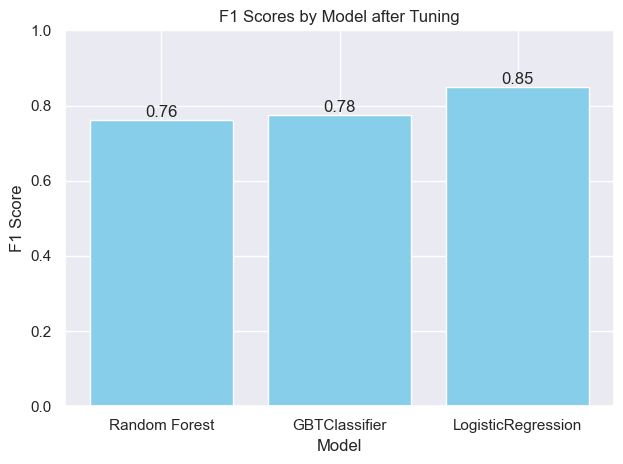 F1 Scores by Model after Tuning
1.0
0.8
0.6
0.4
0.2
0.0
F1 Score
0.76
0.78
0.85
Random Forest
GBTClassifier
LogisticRegression
Model